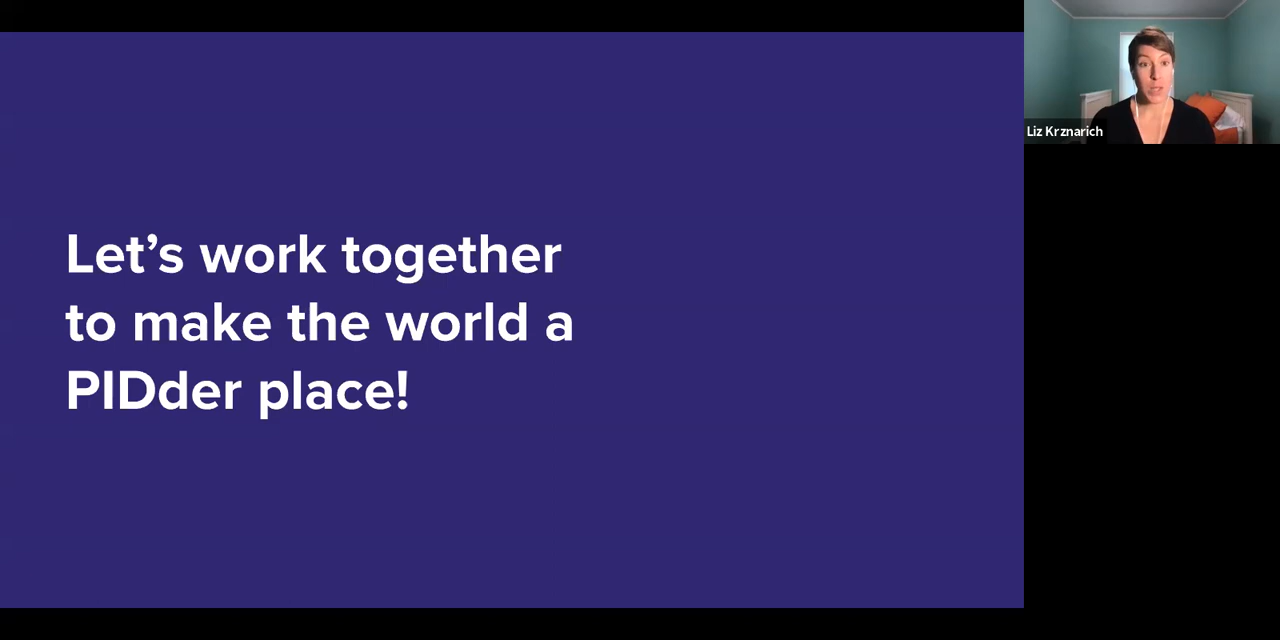 Let’s work together
to make the world a
PIDder place!
Liz Krznarich